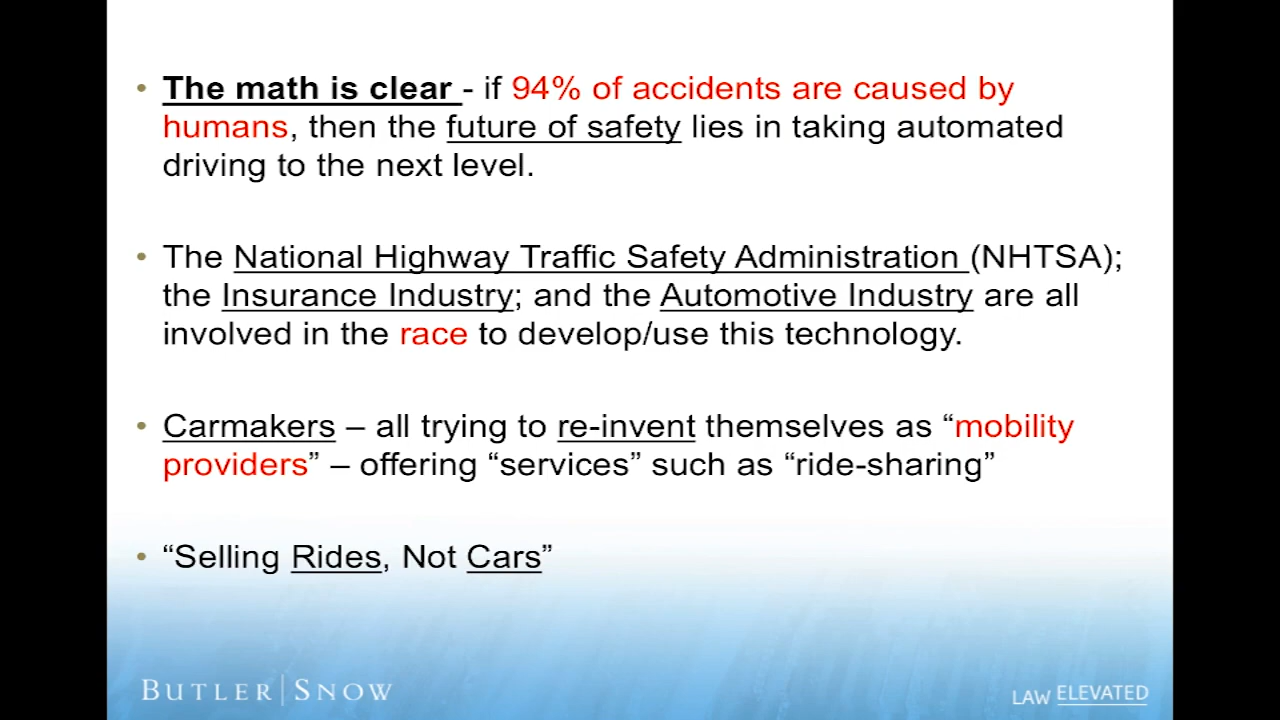 • The math is clear - if 94% of accidents are caused by
humans, then the future of safety lies in taking automated
driving to the next level.
• The National Highway Traffic Safety Administration (NHTSA);
the Insurance Industry; and the Automotive Industry are all
involved in the race to develop/use this technology.
• Carmakers – all trying to re-invent themselves as “mobility
providers” – offering “services” such as “ride-sharing”
• “Selling Rides, Not Cars”
BUTLER | SNOW
LAW ELEVATED